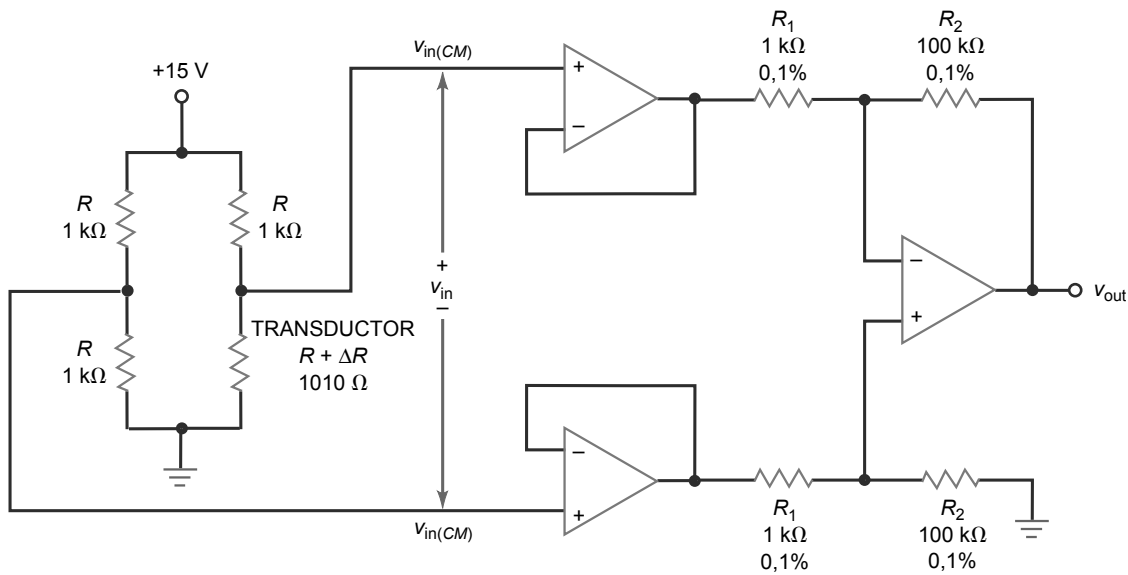 +15 V
R
1 kΩ
R
1 kΩ
R
1 kΩ
TRANSDUCTOR
R + ΔR
1010 Ω
vin(CM)
+
vin
−
vin(CM)
+
−
−
+
R1
1 kΩ
0,1%
R2
100 kΩ
0,1%
−
+
vout
R1
1 kΩ
0,1%
R2
100 kΩ
0,1%